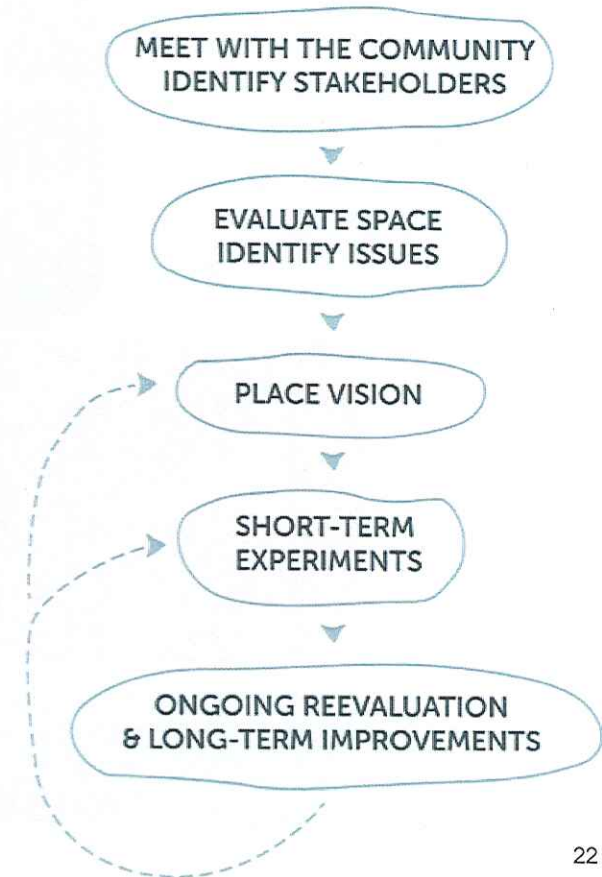 MEET WITH THE COMMUNITY
IDENTIFY STAKEHOLDERS
EVALUATE SPACE
IDENTIFY ISSUES
PLACE VISION
SHORT-TERM
EXPERIMENTS
ONGOING REEVALUATION
& LONG-TERM IMPROVEMENTS
22